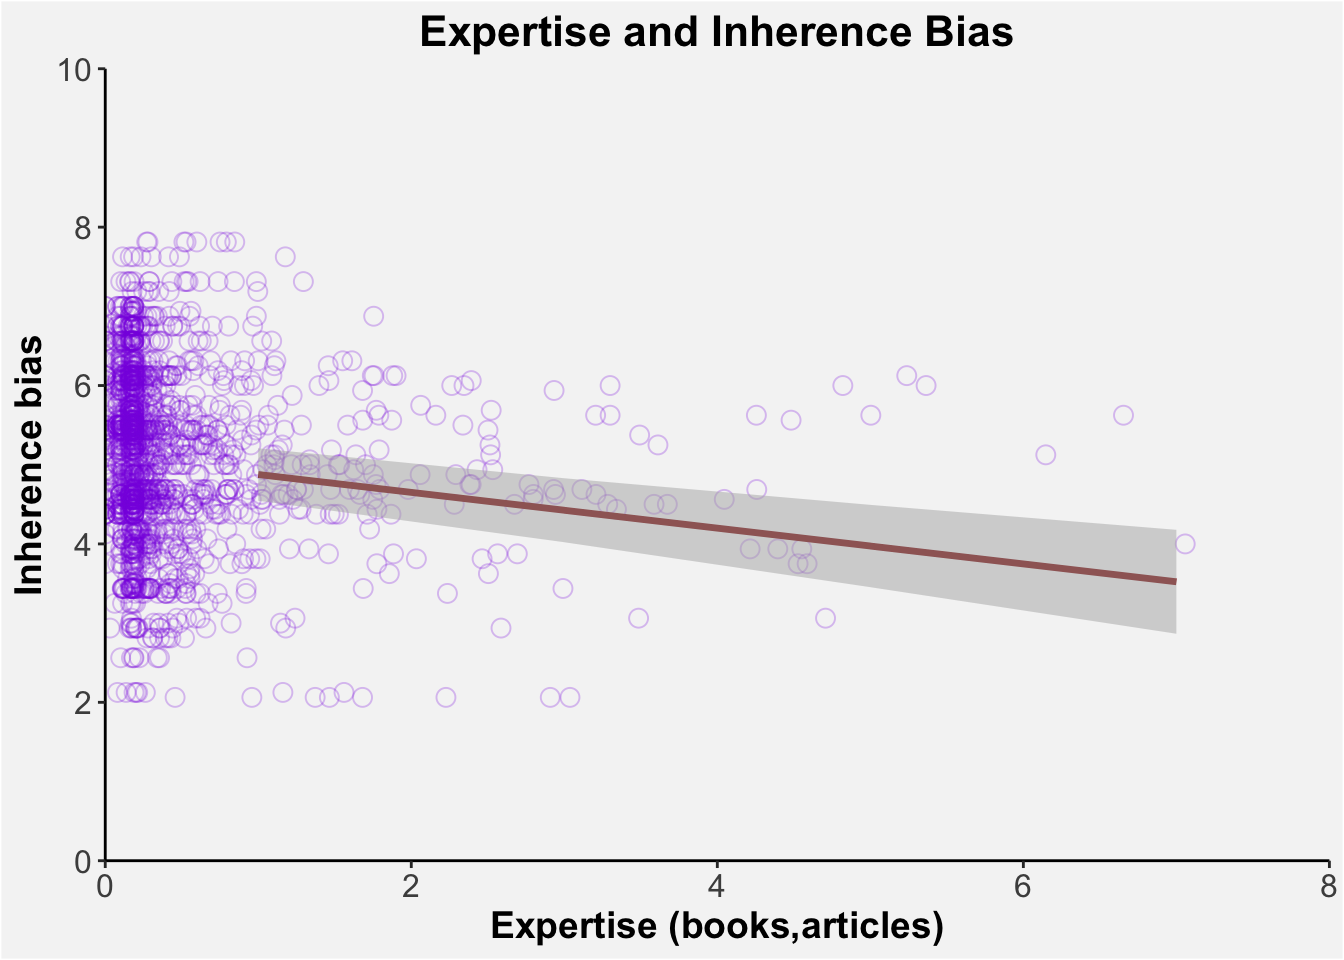 Expertise and Inherence Bias
10
8
6
4
2
0
Inherence bias
0 2 4 6 8
Expertise (books,articles)